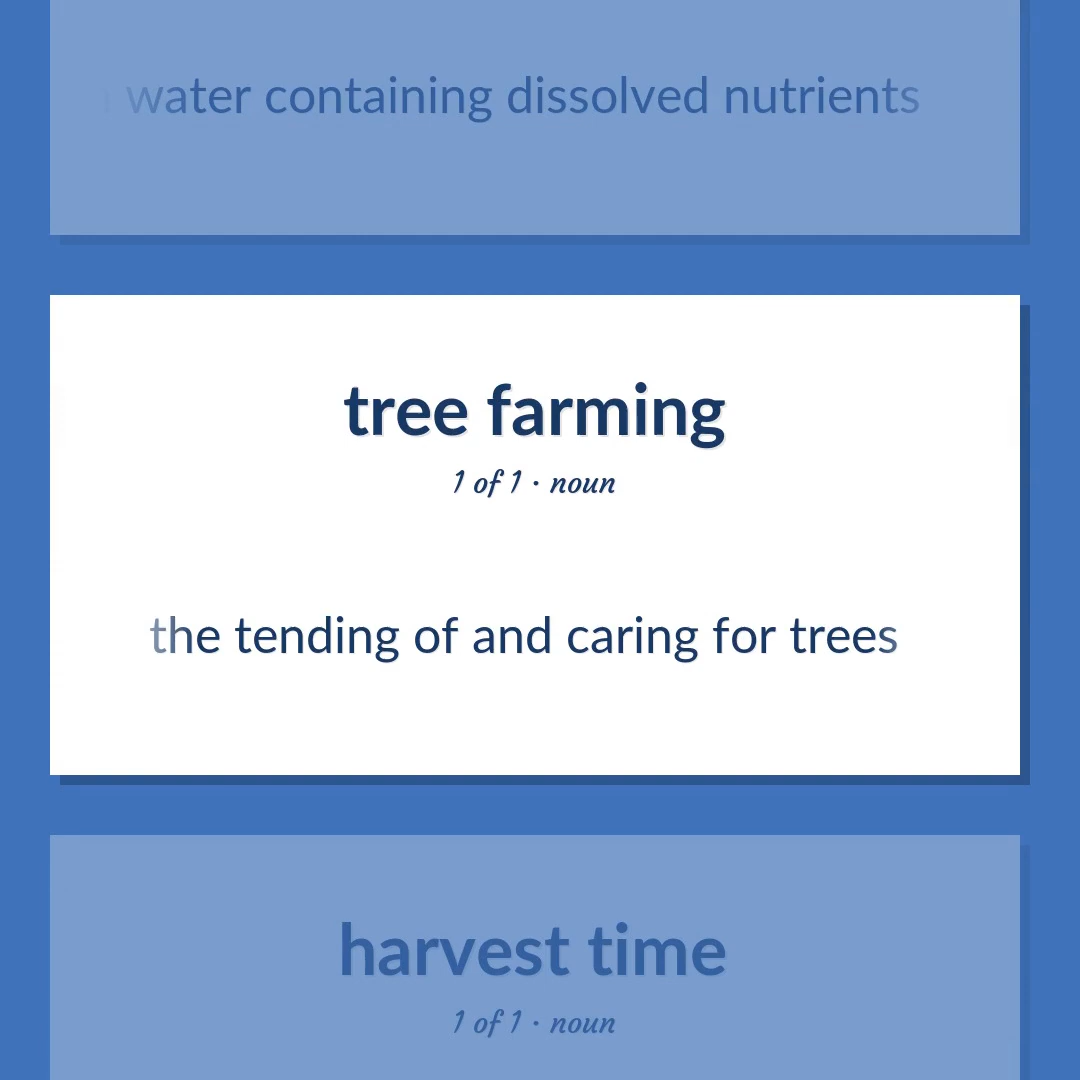 water containing dissolved nutrients
tree farming
1 of 1 · noun
the tending of and caring for trees
harvest time
1 of 1 · noun